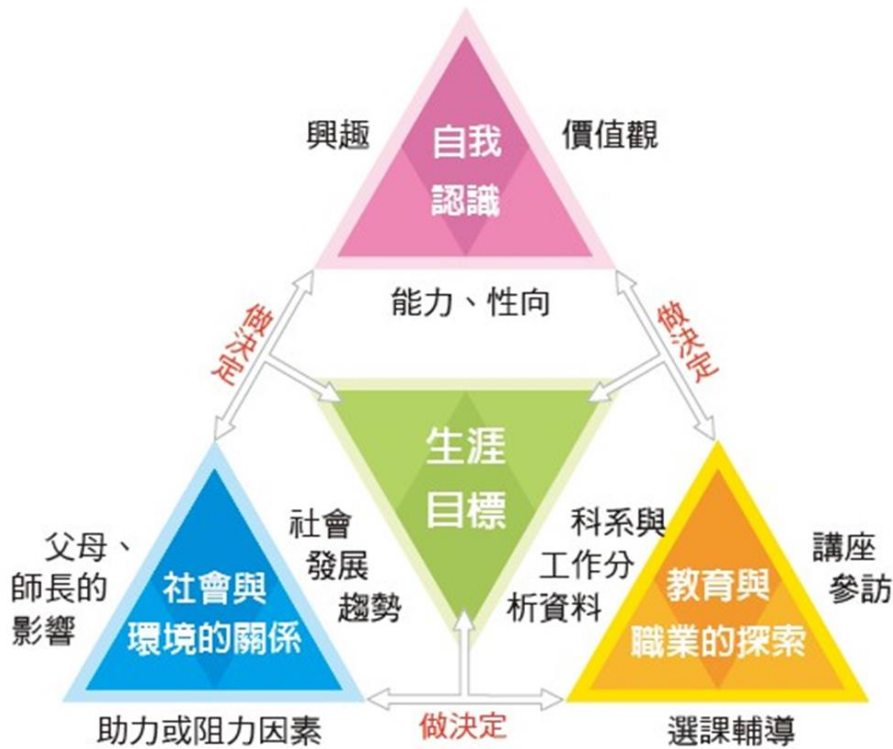 興趣
自我
認識
價值觀
能力、性向
做決定
做決定
生涯
目標
父母、
師長的
影響
社會與
環境的關係
社會
發展
趨勢
助力或阻力因素
做決定
科系與
工作分
析資料
教育與
職業的探索
講座
參訪
選課輔導